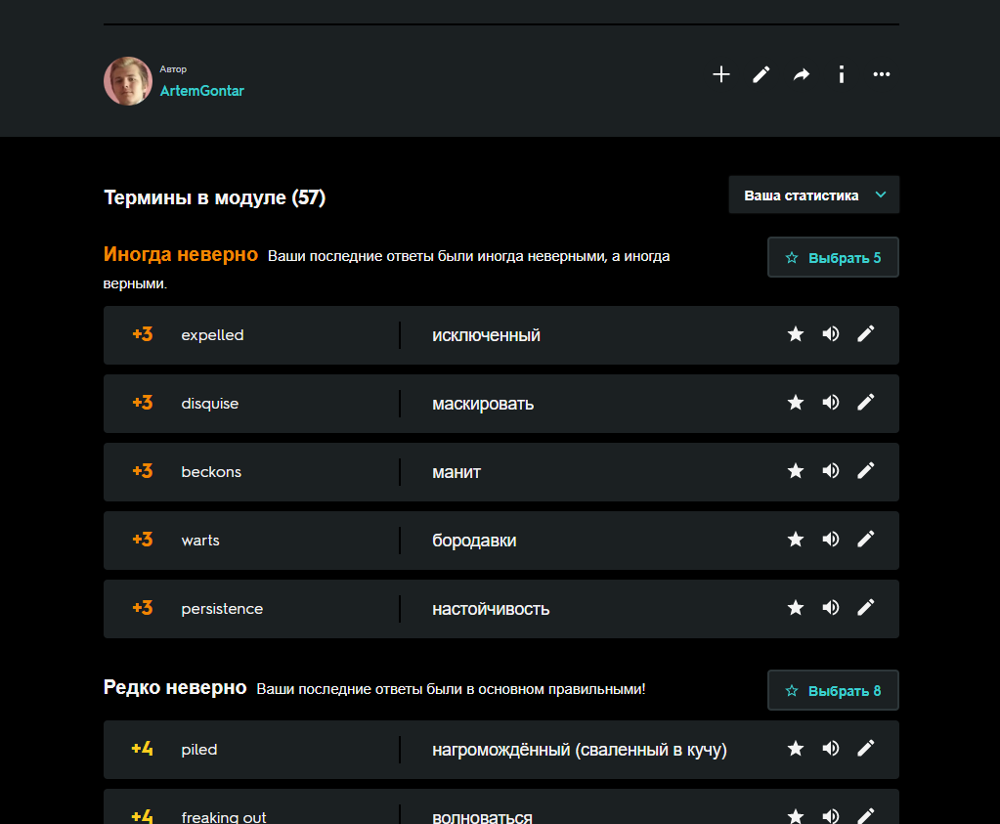 Автор
ArtemGontar
Термины в модуле (57)
Ваша статистика
Иногда неверно Ваши последние ответы были иногда неверными, а иногда
верными.
Выбрать 5
+3 expelled исключенный
+3 disquise маскировать
+3 beckons манит
+3 warts бородавки
+3 persistence настойчивость
Редко неверно Ваши последние ответы были в основном правильными!
Выбрать 8
+4 piled нагромождённый (сваленный в кучу)
+4 freaking out волноваться